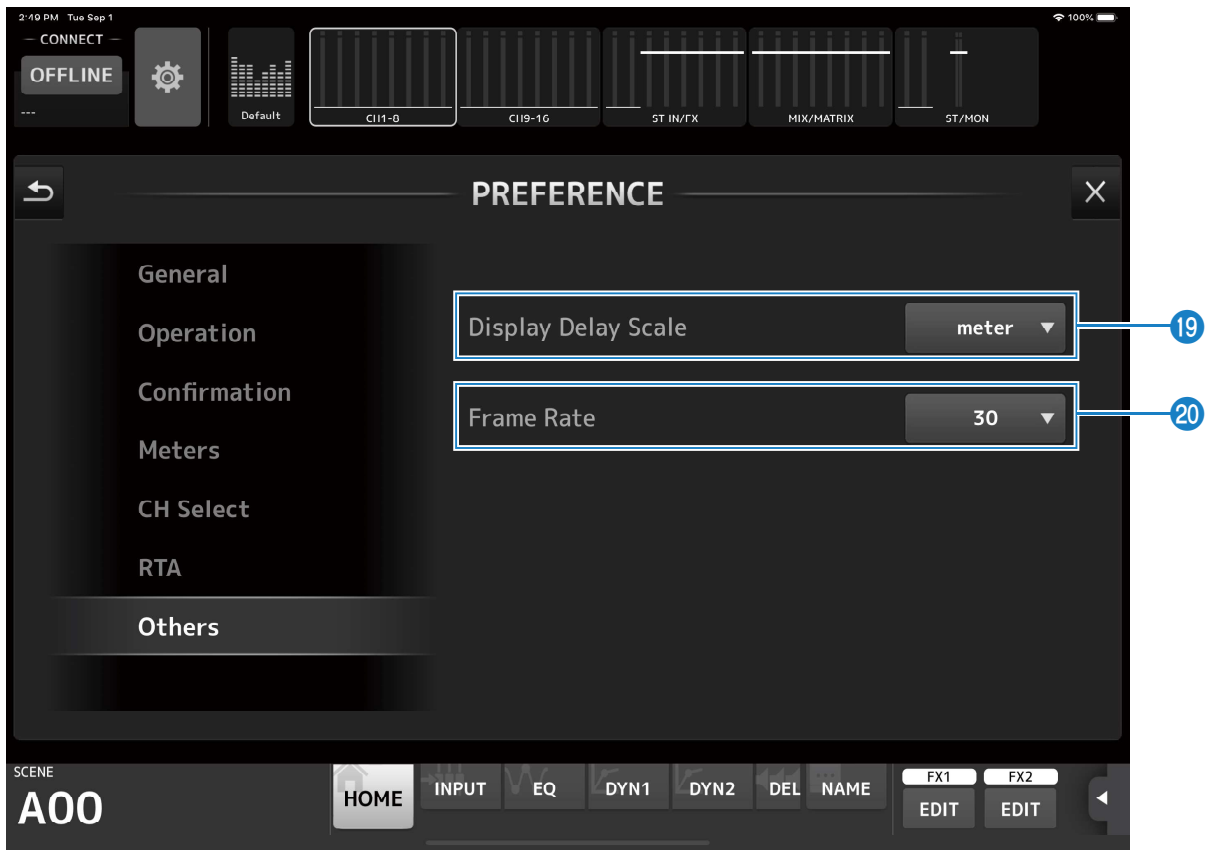 2:49 PM Tue Sep 1
100%
CONNECT
OFFLINE
---
Default
CH1-8
CH9-16
ST IN/FX
MIX/MATRIX
ST/MON
PREFERENCE
General
Operation
Confirmation
Meters
CH Select
RTA
Others
Display Delay Scale
meter
19
Frame Rate
30
20
SCENE
A00
HOME
INPUT
EQ
DYN1
DYN2
DEL
NAME
FX1
FX2
EDIT
EDIT